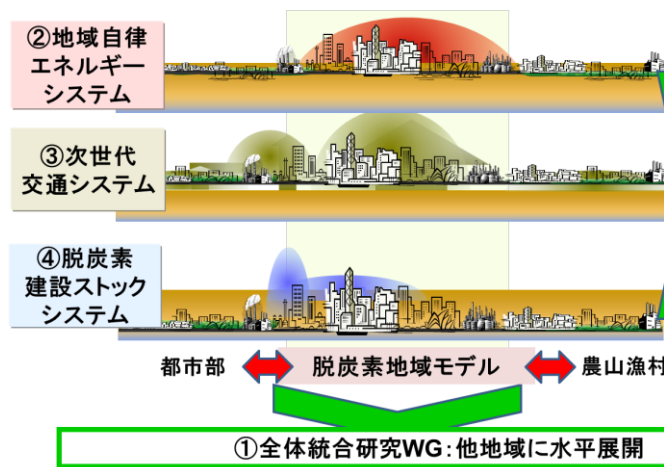 ②地域自律
エネルギー
システム
③次世代
交通システム
④脱炭素
建設ストック
システム
都市部
脱炭素地域モデル
農山漁村
①全体統合研究WG：他地域に水平展開